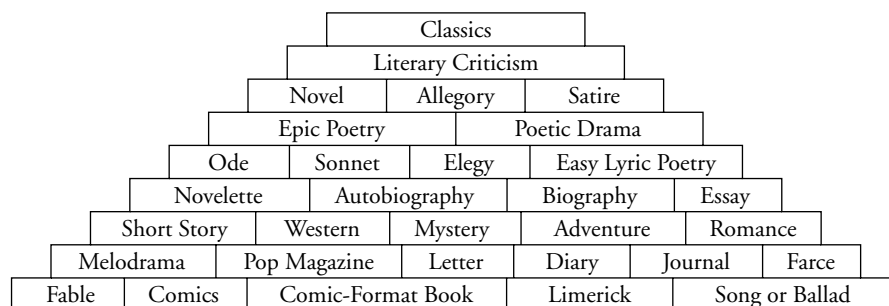 Classics
Literary Criticism
Novel Allegory Satire
Epic Poetry Poetic Drama
Ode Sonnet Elegy Easy Lyric Poetry
Novelette Autobiography Biography Essay
Short Story Western Mystery Adventure Romance
Melodrama Pop Magazine Letter Diary Journal Farce
Fable Comics Comic-Format Book Limerick Song or Ballad